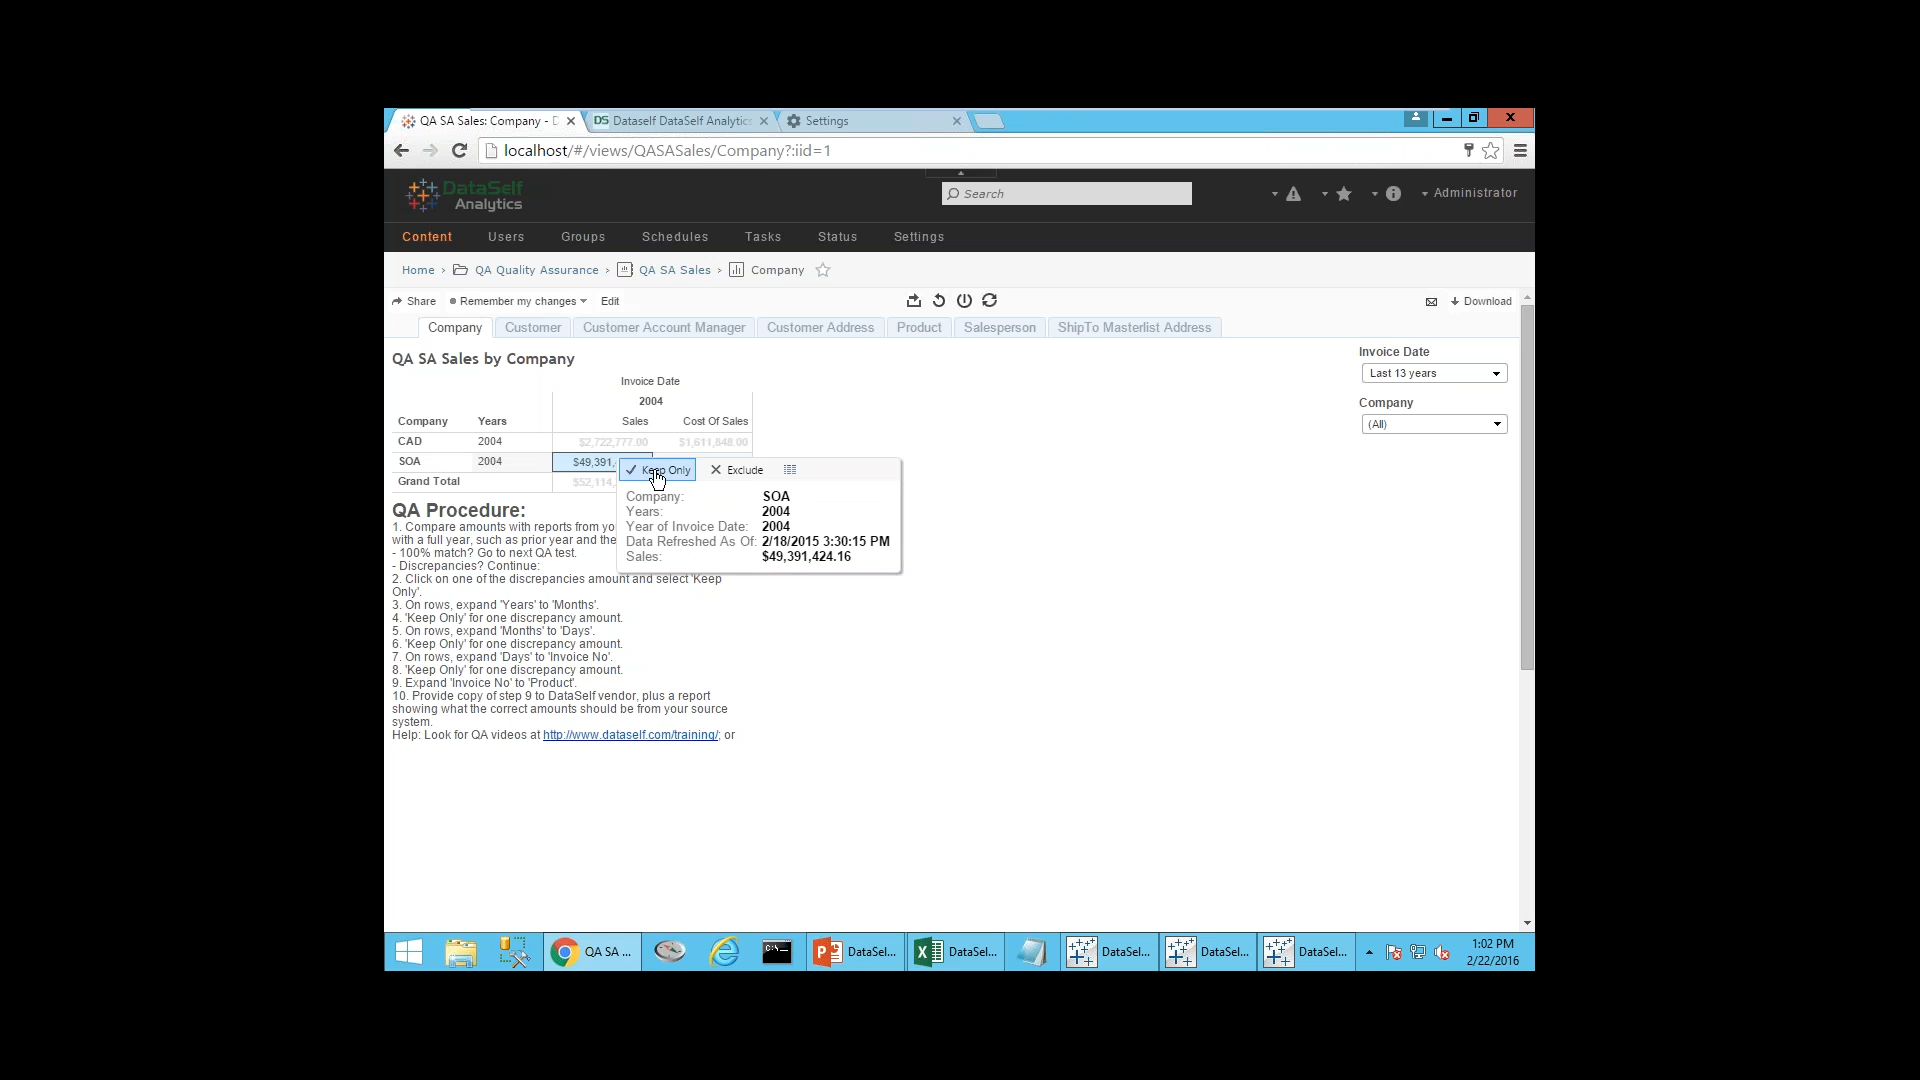 QA SA Sales: Company - D
Dataself DataSelf Analytics
Settings
localhost/#/views/QASASales/Company?:iid=1
DataSelf
Analytics
Search
Administrator
Content Users Groups Schedules Tasks Status Settings
Home › QA Quality Assurance › QA SA Sales › Company
Share Remember my changes Edit
Download
Company Customer Customer Account Manager Customer Address Product Salesperson ShipTo Masterlist Address
QA SA Sales by Company
Invoice Date
Last 13 years
Company
(All)
Invoice Date
2004
Company Years Sales Cost Of Sales
CAD 2004 $2,722,777.00 $1,611,848.00
SOA 2004 $49,391,
Grand Total $52,114,
Keep Only Exclude
Company: SOA
Years: 2004
Year of Invoice Date: 2004
Data Refreshed As Of: 2/18/2015 3:30:15 PM
Sales: $49,391,424.16
QA Procedure:
1. Compare amounts with reports from yo
with a full year, such as prior year and the
- 100% match? Go to next QA test.
- Discrepancies? Continue:
2. Click on one of the discrepancies amount and select 'Keep
Only'.
3. On rows, expand 'Years' to 'Months'.
4. 'Keep Only' for one discrepancy amount.
5. On rows, expand 'Months' to 'Days'.
6. 'Keep Only' for one discrepancy amount.
7. On rows, expand 'Days' to 'Invoice No'.
8. 'Keep Only' for one discrepancy amount.
9. Expand 'Invoice No' to 'Product'.
10. Provide copy of step 9 to DataSelf vendor, plus a report
showing what the correct amounts should be from your source
system.
Help: Look for QA videos at http://www.dataself.com/training/; or
QA SA ...
DataSel...
DataSel...
DataSel...
DataSel...
DataSel...
1:02 PM
2/22/2016